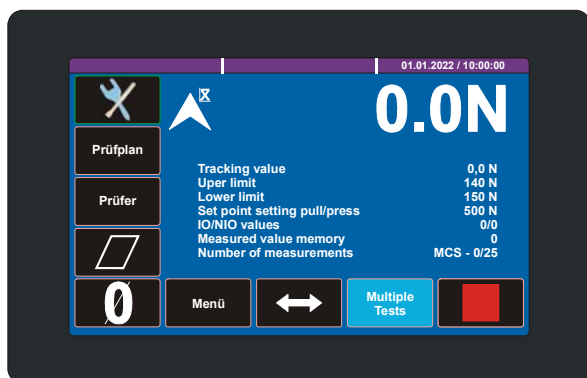 01.01.2022 / 10:00:00
X
0.0N
Prüfplan
Prüfer
Tracking value 0,0 N
Uper limit 140 N
Lower limit 150 N
Set point setting pull/press 500 N
IO/NIO values 0/0
Measured value memory 0
Number of measurements MCS - 0/25
0
Menü
Multiple
Tests